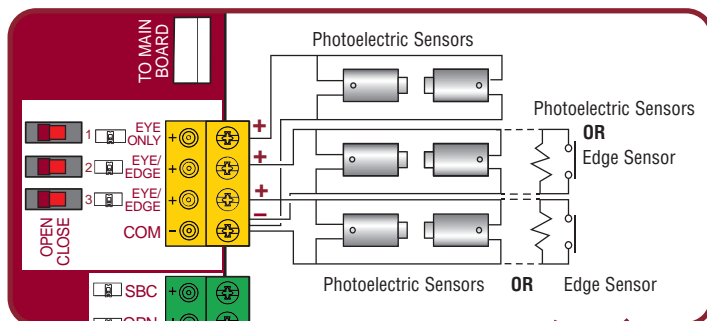 TO MAIN
BOARD
Photoelectric Sensors
1
EYE
ONLY
+
+
2
EYE/
EDGE
+
+
3
EYE/
EDGE
+
+
COM
-
–
OPEN
CLOSE
Photoelectric Sensors
OR
Edge Sensor
Photoelectric Sensors OR Edge Sensor
SBC
+
OPN
+